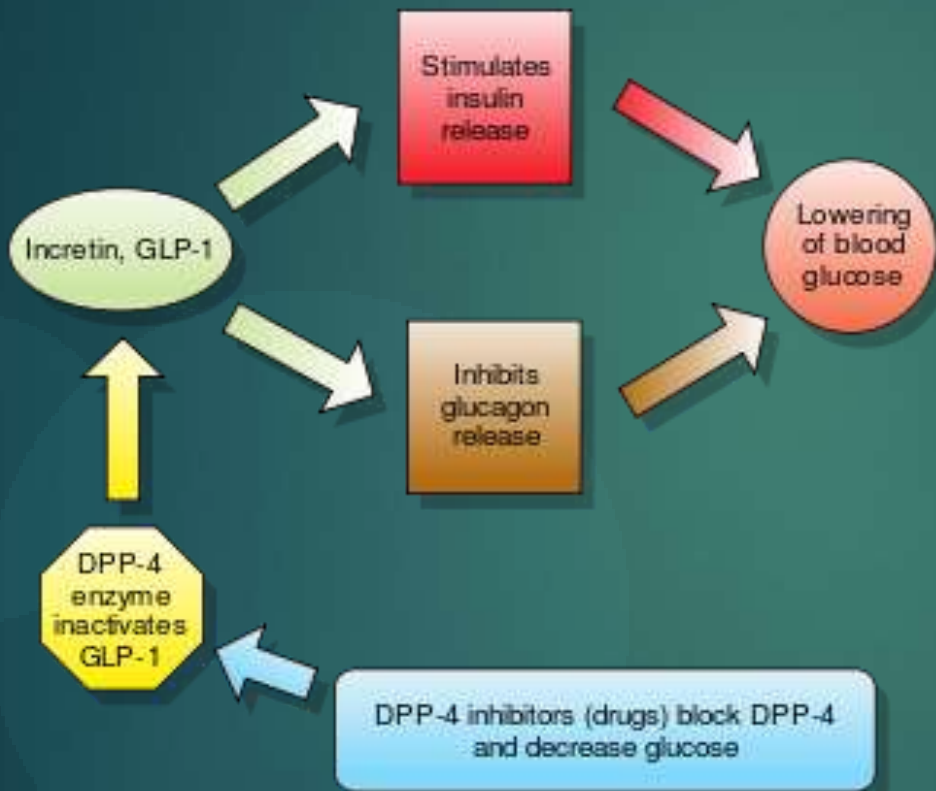 Stimulates
insulin
release
Incretin, GLP-1
Lowering
of blood
glucose
Inhibits
glucagon
release
DPP-4
enzyme
inactivates
GLP-1
DPP-4 inhibitors (drugs) block DPP-4
and decrease glucose